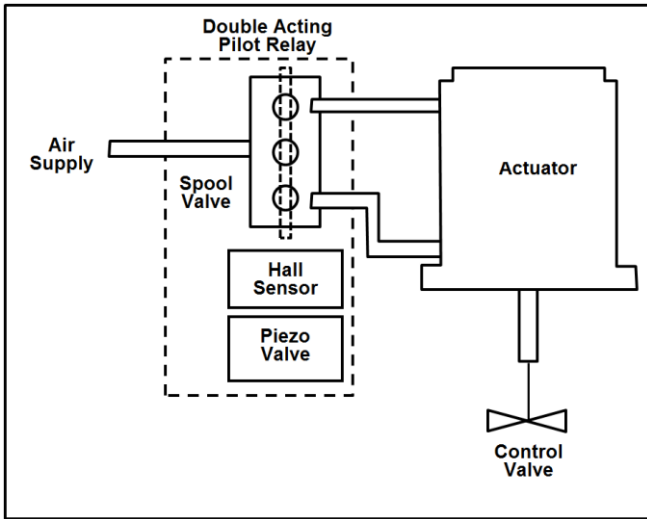 Double Acting
Pilot Relay
Air
Supply
Spool
Valve
Actuator
Hall
Sensor
Piezo
Valve
Control
Valve